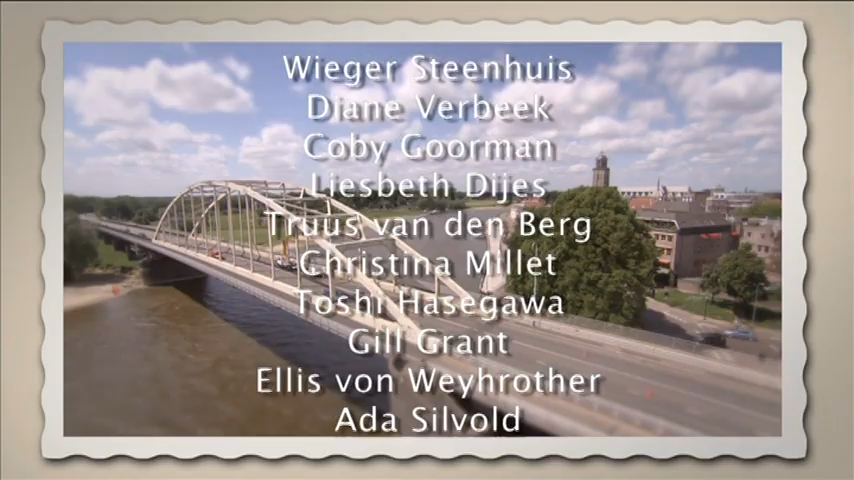 Wieger Steenhuis
Diane Verbeek
Coby Goorman
Liesbeth Dijes
Truus van den Berg
Christina Millet
Toshi Hasegawa
Gill Grant
Ellis von Weyhrother
Ada Silvold